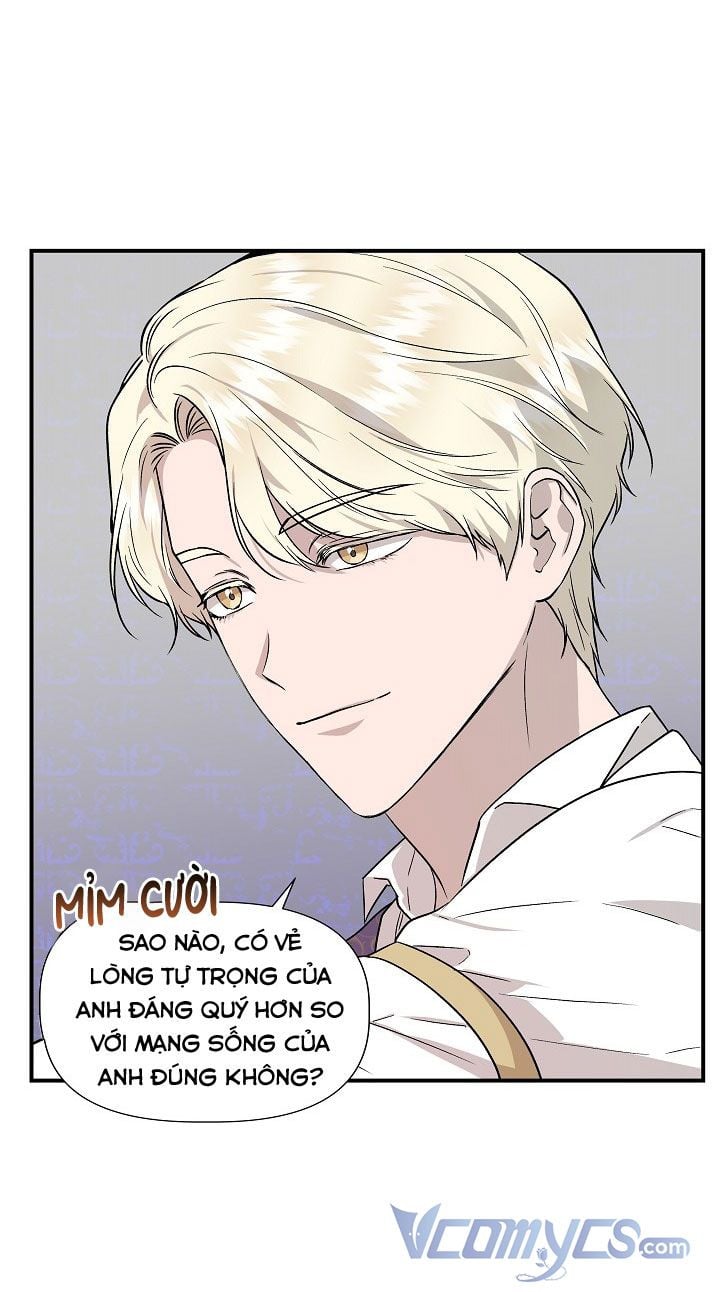 MỈM CƯỜI
SAO NÀO, CÓ VẺ
LÒNG TỰ TRỌNG CỦA
ANH ĐÁNG QUÝ HƠN SO
VỚI MẠNG SỐNG CỦA
ANH ĐÚNG KHÔNG?
VCOMYCS.com